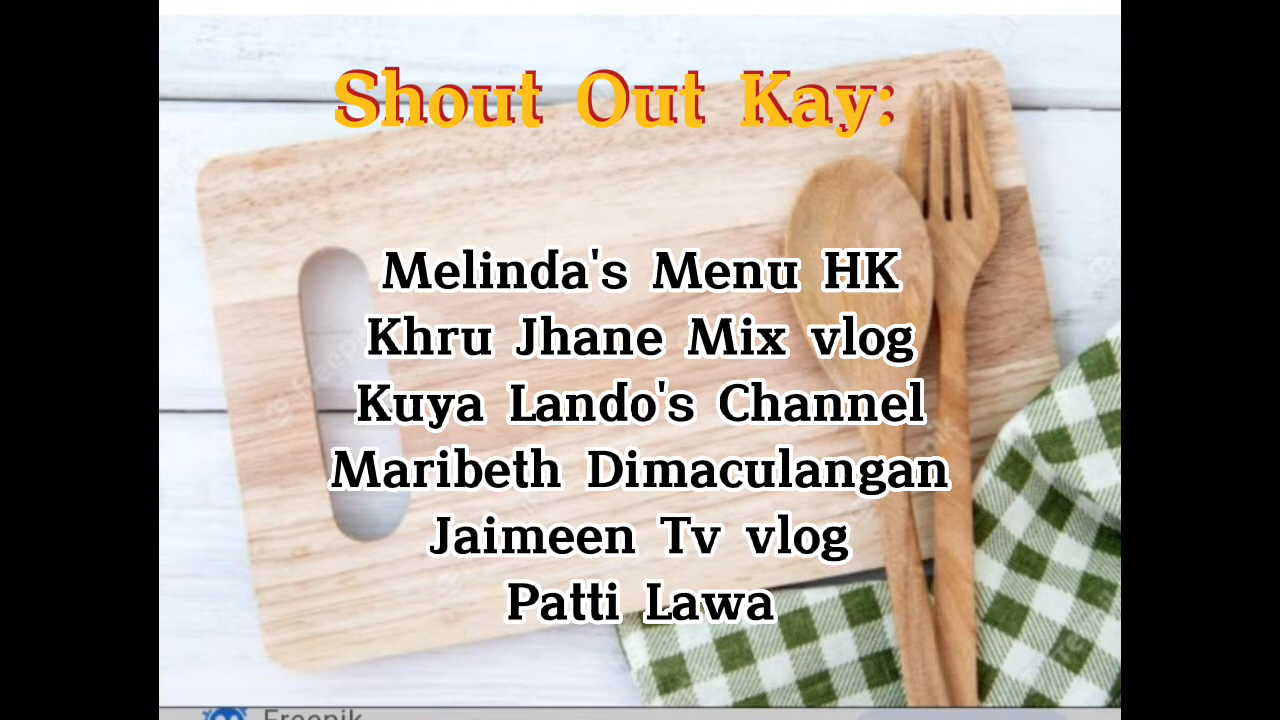 Shout Out Kay:
Melinda's Menu HK
Khru Jhane Mix vlog
Kuya Lando's Channel
Maribeth Dimaculangan
Jaimeen Tv vlog
Patti Lawa
Freepik